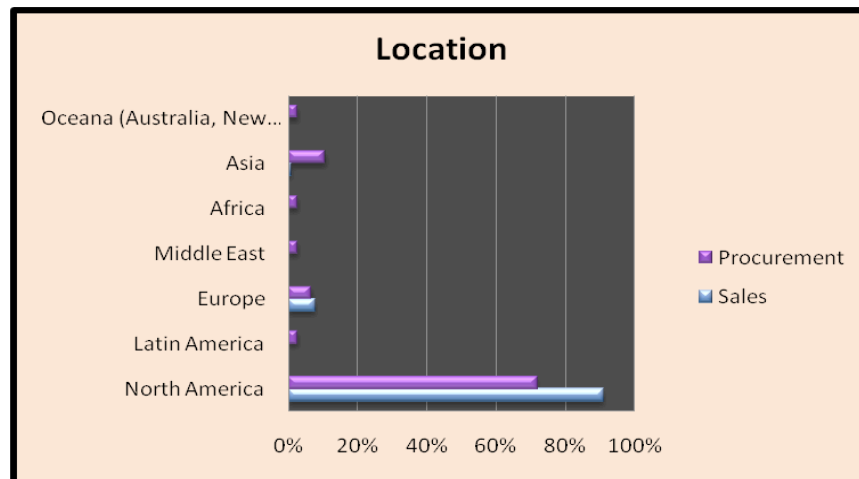 Location
Oceana (Australia, New...
Asia
Africa
Middle East
Europe
Latin America
North America
Procurement
Sales
0% 20% 40% 60% 80% 100%